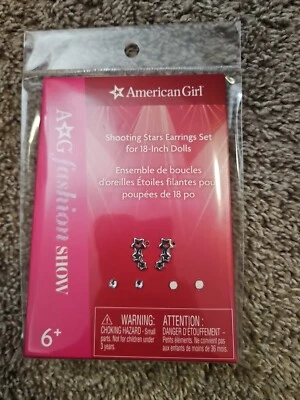 American Girl
Shooting Stars Earrings Set
for 18-Inch Dolls
Ensemble de boucles
d'oreilles Étoiles filantes pour
poupées de 18 po
A☆G fashion SHOW
6+
WARNING:
CHOKING HAZARD - Small
parts. Not for children under
3 years.
ATTENTION :
DANGER D'ÉTOUFFEMENT -
Petits éléments. Ne convient pas
aux enfants de moins de 36 mois.